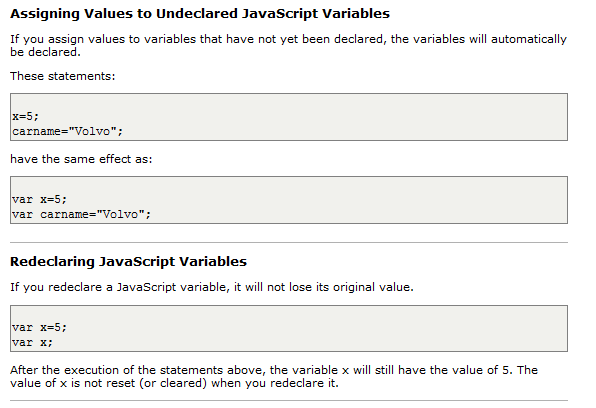 Assigning Values to Undeclared JavaScript Variables
If you assign values to variables that have not yet been declared, the variables will automatically
be declared.
These statements:
x=5;
carname="Volvo";
have the same effect as:
var x=5;
var carname="Volvo";
Redeclaring JavaScript Variables
If you redeclare a JavaScript variable, it will not lose its original value.
var x=5;
var x;
After the execution of the statements above, the variable x will still have the value of 5. The
value of x is not reset (or cleared) when you redeclare it.